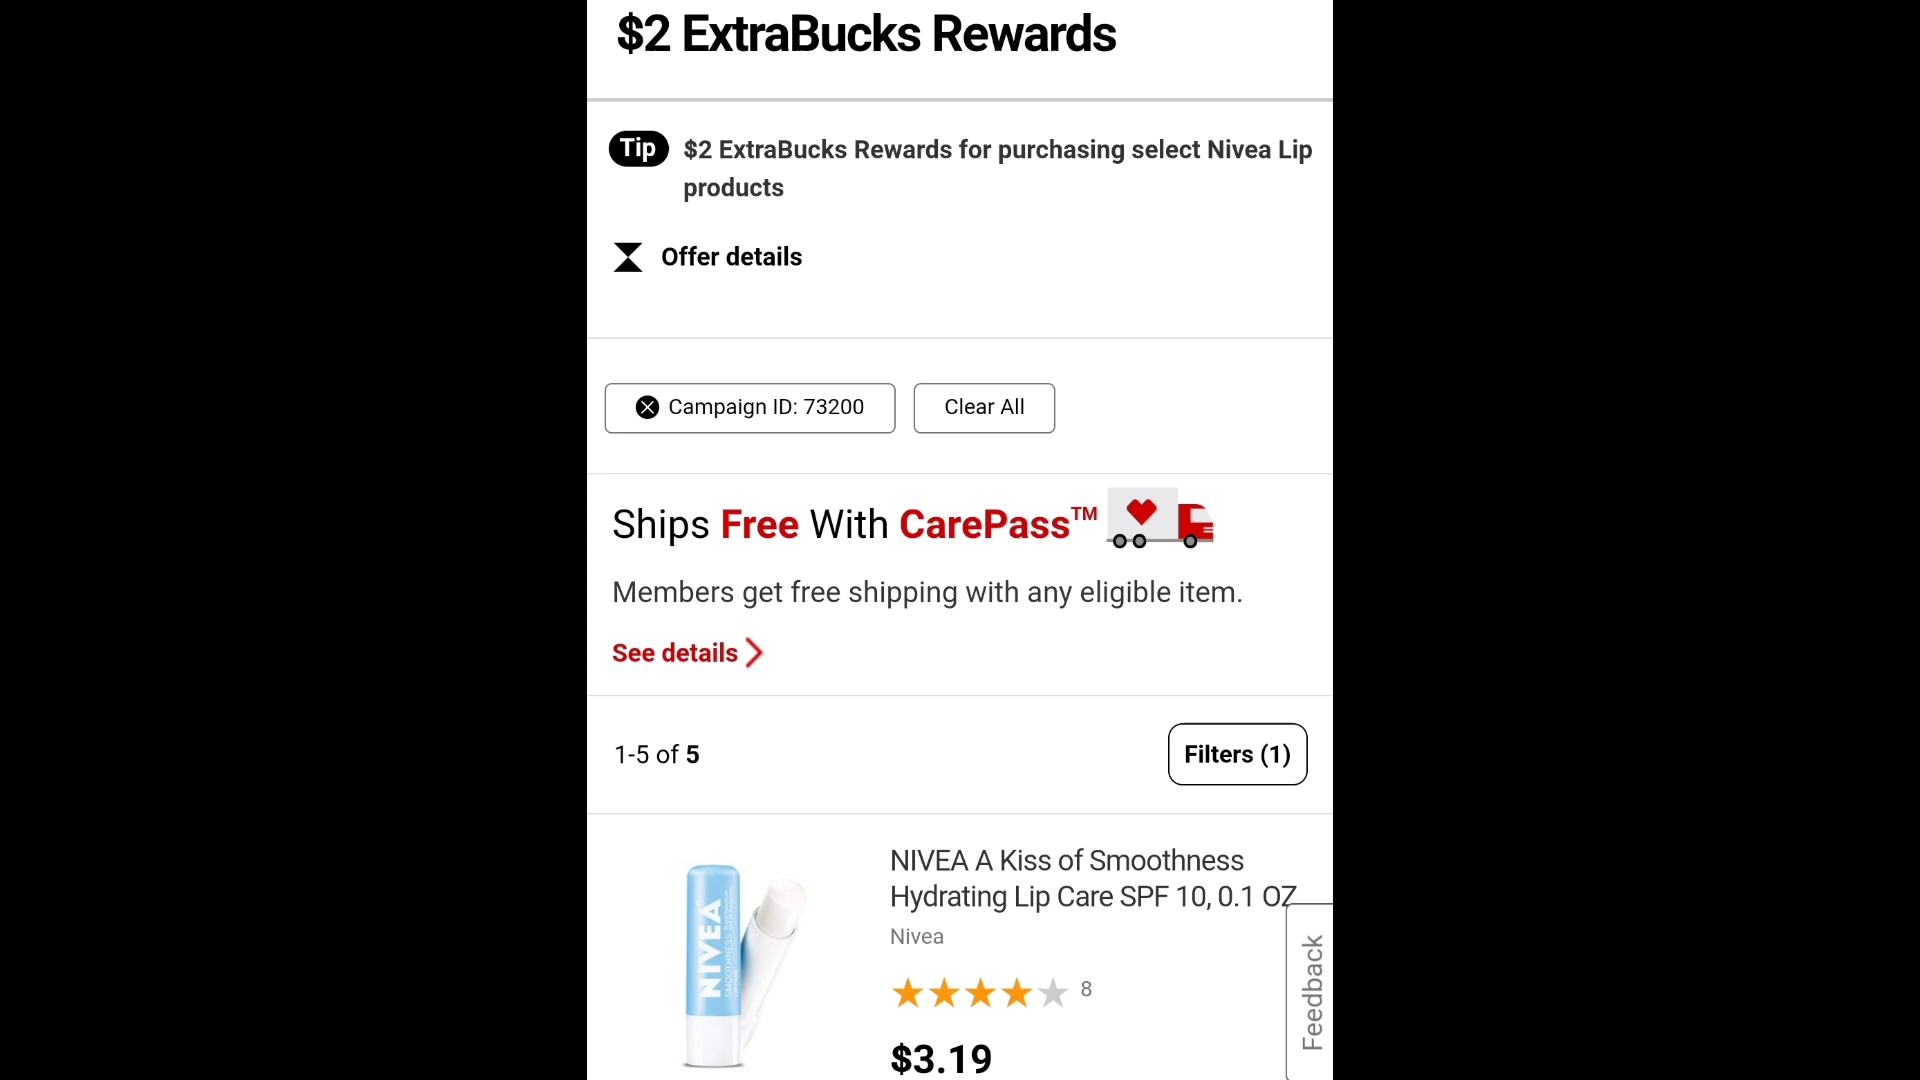 $2 ExtraBucks Rewards
Tip
$2 ExtraBucks Rewards for purchasing select Nivea Lip
products
Offer details
Campaign ID: 73200
Clear All
Ships Free With CarePass™
Members get free shipping with any eligible item.
See details
1-5 of 5
Filters (1)
NIVEA A Kiss of Smoothness
Hydrating Lip Care SPF 10, 0.1 OZ
Nivea
8
$3.19
Feedback
NIVEA
SMOOTHNESS